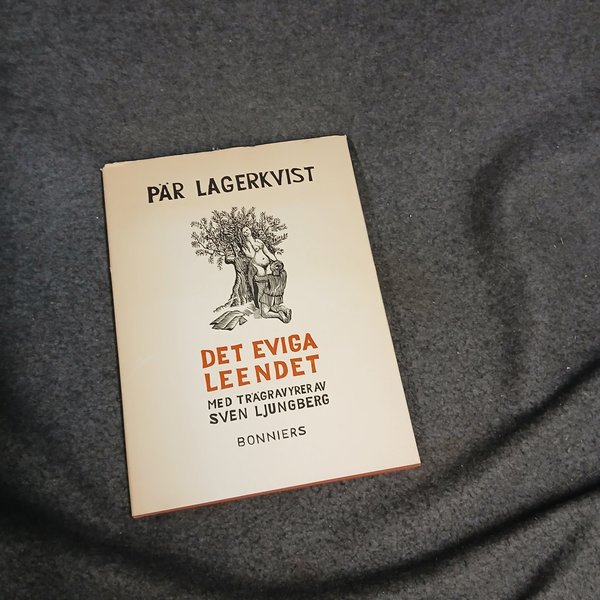 PÄR LAGERKVIST
DET EVIGA
LEENDET
MED TRÄGRAVYRER AV
SVEN LJUNGBERG
BONNIERS